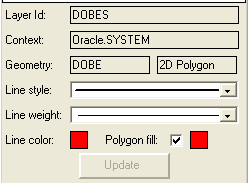 Layer Id: DOBES
Context: Oracle.SYSTEM
Geometry: DOBE 2D Polygon
Line style:
Line weight:
Line color: Polygon fill:
Update